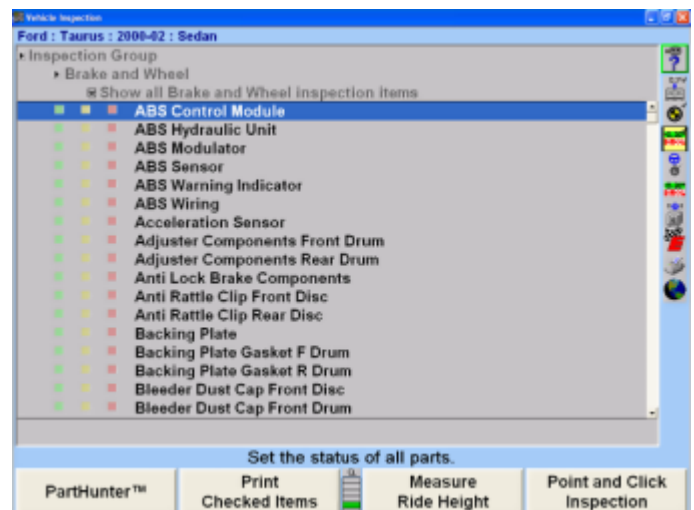 Vehicle Inspection
Ford : Taurus : 2000-02 : Sedan
Inspection Group
Brake and Wheel
Show all Brake and Wheel inspection items
ABS Control Module
ABS Hydraulic Unit
ABS Modulator
ABS Sensor
ABS Warning Indicator
ABS Wiring
Acceleration Sensor
Adjuster Components Front Drum
Adjuster Components Rear Drum
Anti Lock Brake Components
Anti Rattle Clip Front Disc
Anti Rattle Clip Rear Disc
Backing Plate
Backing Plate Gasket F Drum
Backing Plate Gasket R Drum
Bleeder Dust Cap Front Disc
Bleeder Dust Cap Front Drum
Set the status of all parts.
PartHunter™
Print
Checked Items
Measure
Ride Height
Point and Click
Inspection